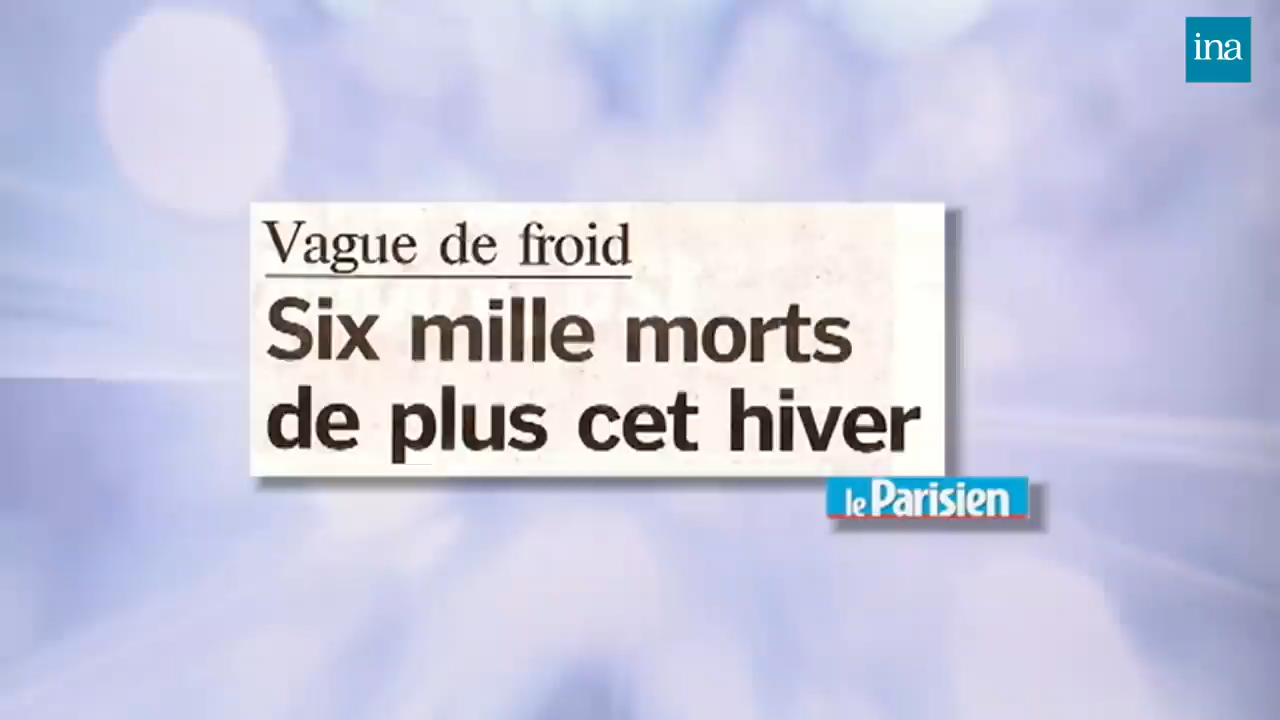 ina
Vague de froid
Six mille morts
de plus cet hiver
le Parisien